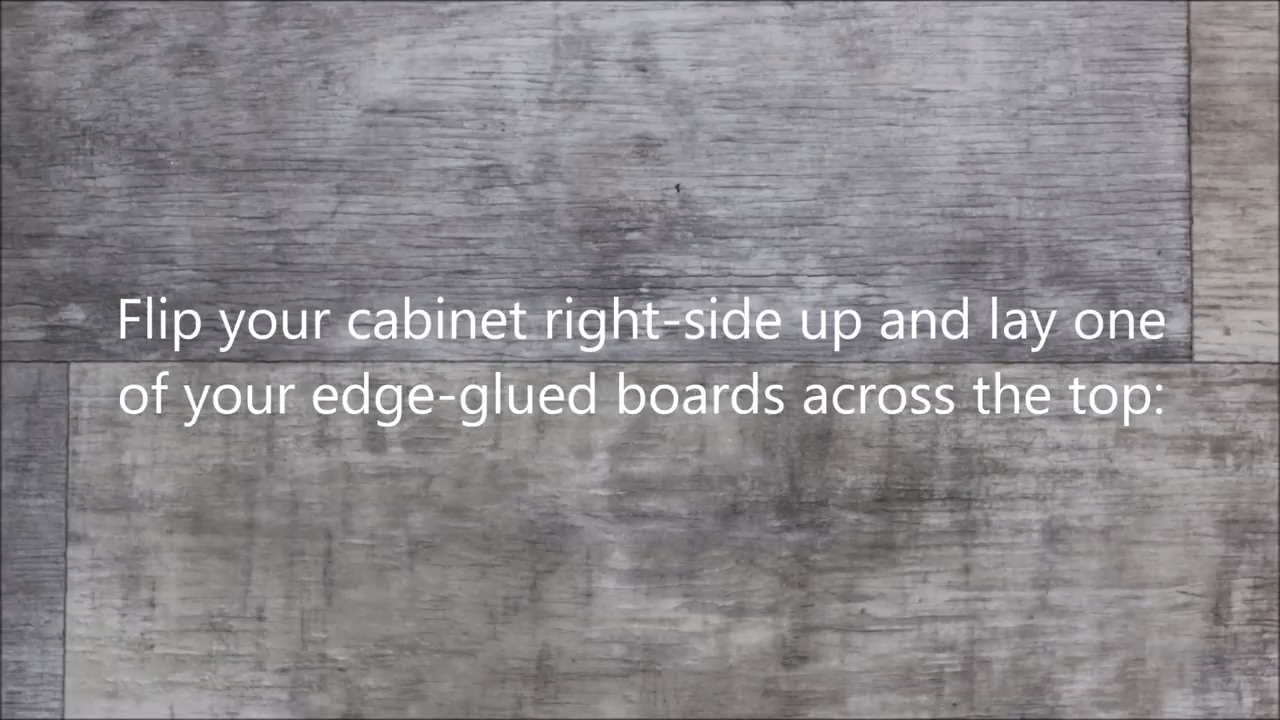 Flip your cabinet right-side up and lay one
of your edge-glued boards across the top: